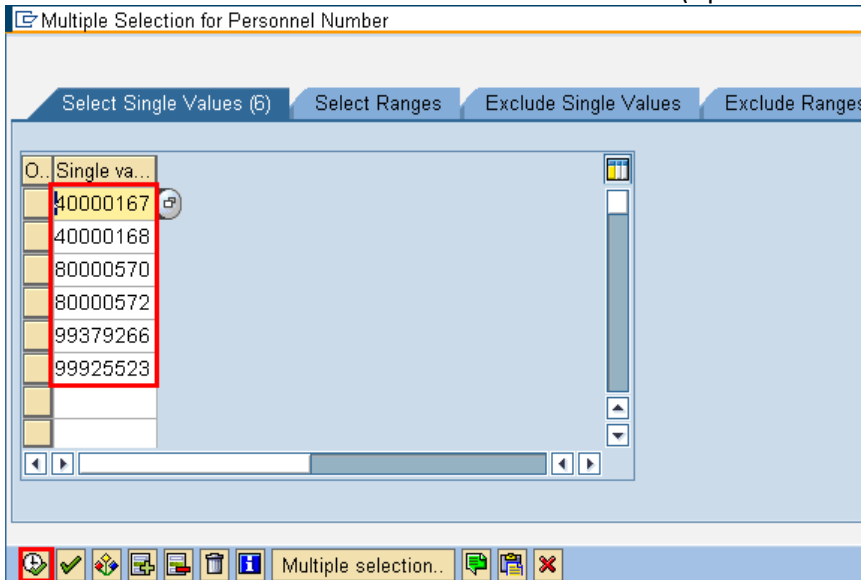 Multiple Selection for Personnel Number
Select Single Values (6) Select Ranges Exclude Single Values Exclude Ranges
O.. Single va...
40000167
40000168
80000570
80000572
99379266
99925523
Multiple selection..